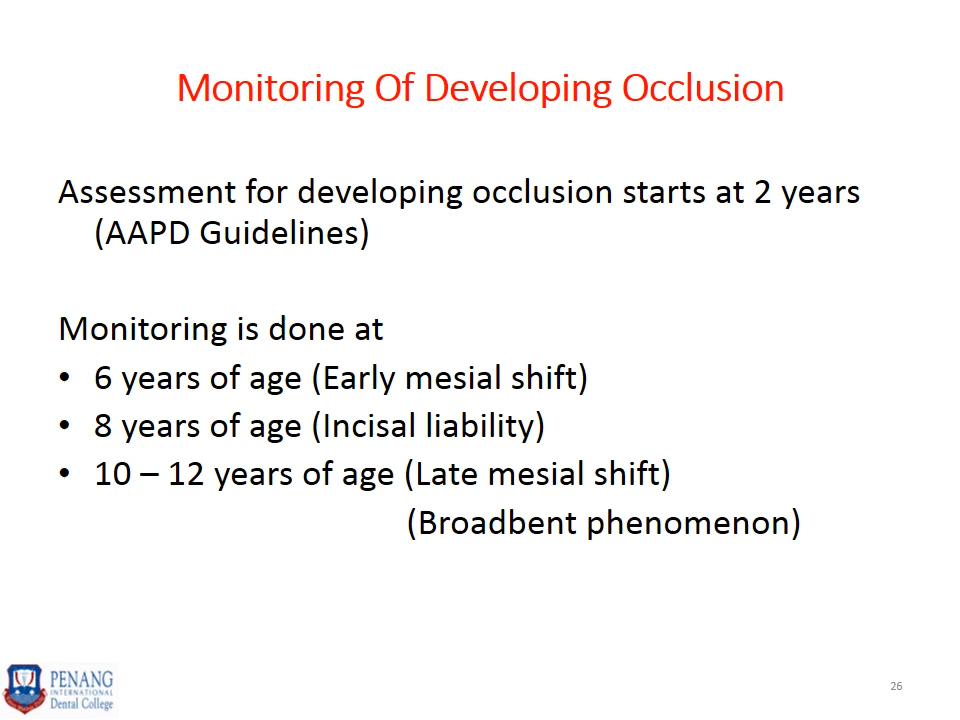 Monitoring Of Developing Occlusion
Assessment for developing occlusion starts at 2 years
(AAPD Guidelines)
Monitoring is done at
• 6 years of age (Early mesial shift)
• 8 years of age (Incisal liability)
• 10 – 12 years of age (Late mesial shift)
(Broadbent phenomenon)
PENANG
INTERNATIONAL
Dental College
26